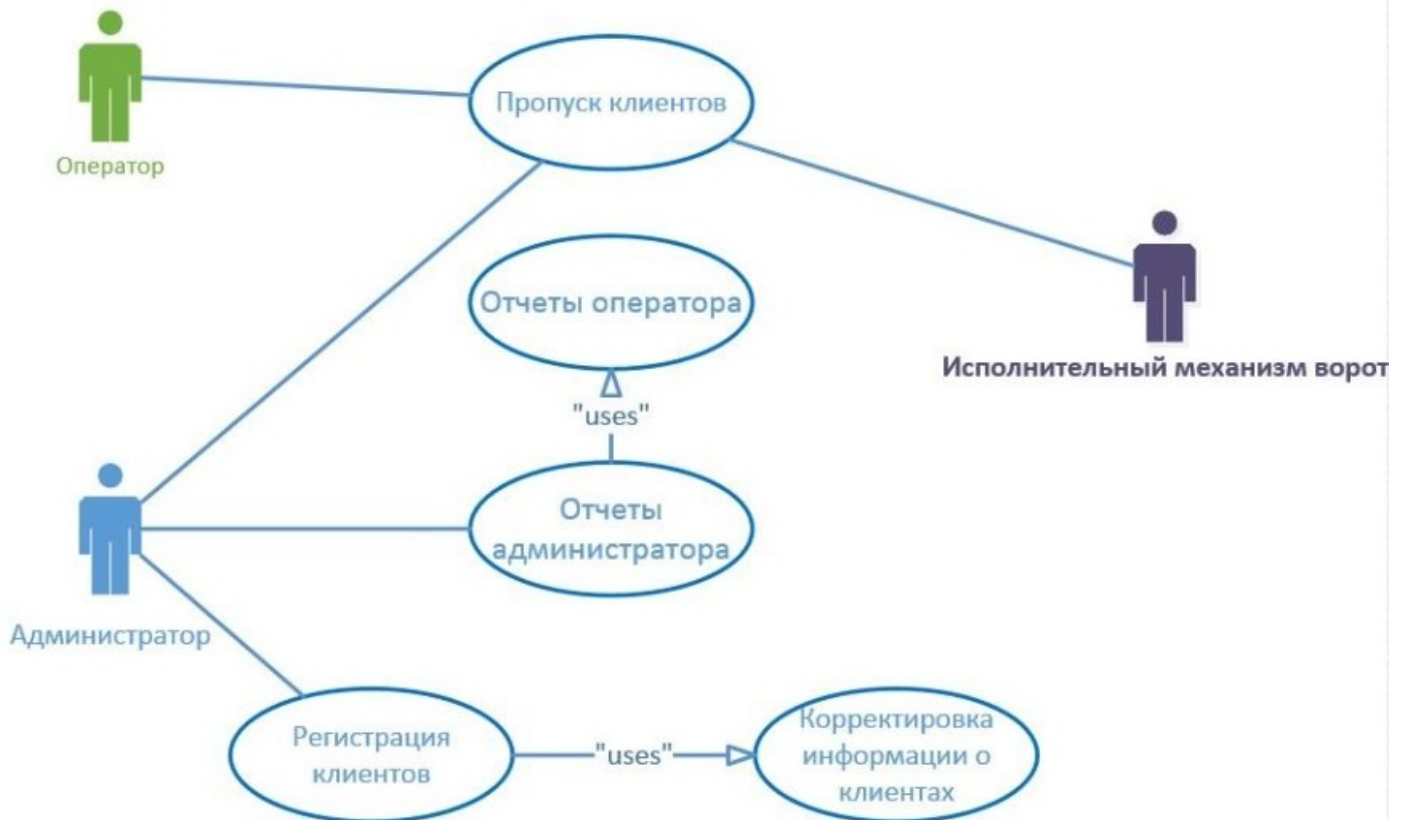 Пропуск клиентов
Оператор
Отчеты оператора
Исполнительный механизм ворот
"uses"
Отчеты
администратора
Администратор
Регистрация
клиентов
"uses"
Корректировка
информации о
клиентах